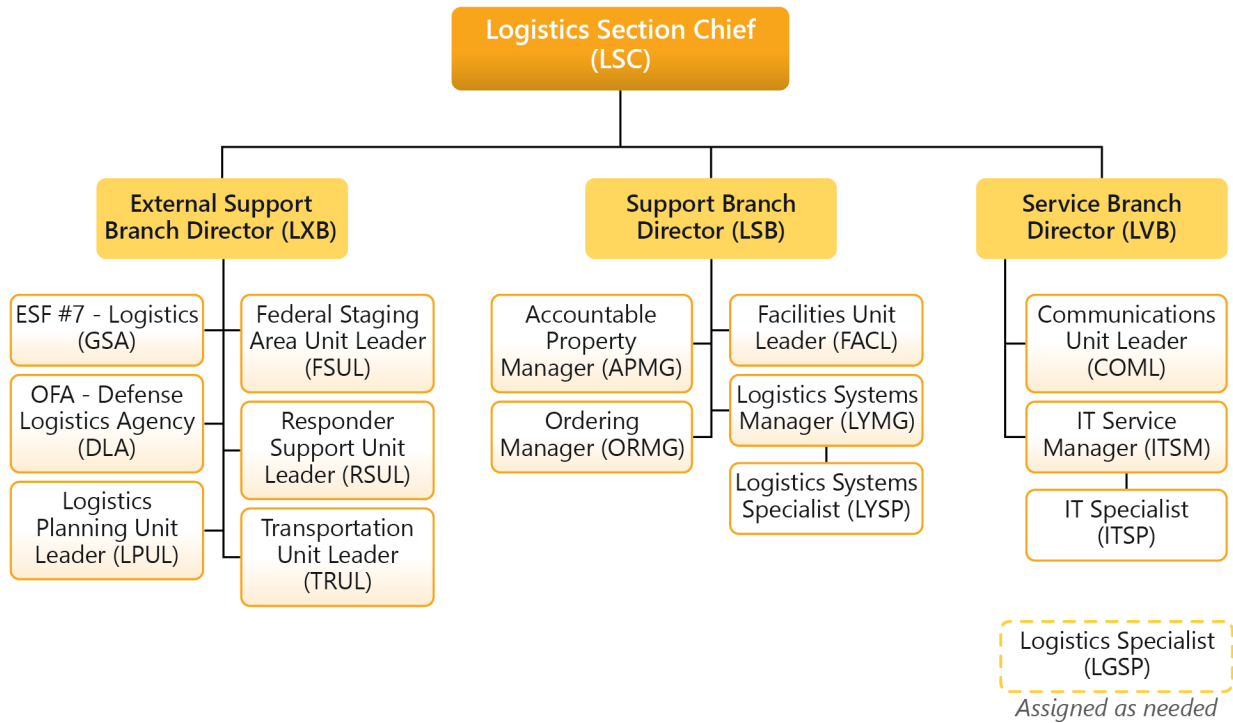 Logistics Section Chief
(LSC)
External Support
Branch Director (LXB)
Support Branch
Director (LSB)
Service Branch
Director (LVB)
ESF #7 - Logistics
(GSA)
OFA - Defense
Logistics Agency
(DLA)
Logistics
Planning Unit
Leader (LPUL)
Federal Staging
Area Unit Leader
(FSUL)
Responder
Support Unit
Leader (RSUL)
Transportation
Unit Leader
(TRUL)
Accountable
Property
Manager (APMG)
Ordering
Manager (ORMG)
Facilities Unit
Leader (FACL)
Logistics Systems
Manager (LYMG)
Logistics Systems
Specialist (LYSP)
Communications
Unit Leader
(COML)
IT Service
Manager (ITSM)
IT Specialist
(ITSP)
Logistics Specialist
(LGSP)
Assigned as needed